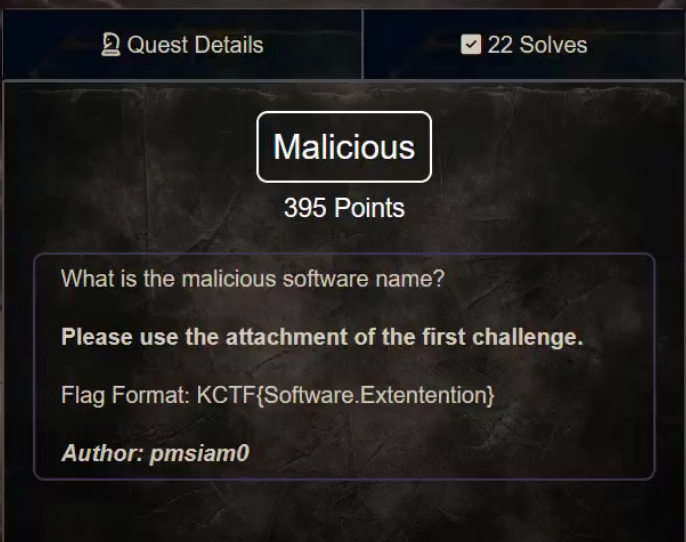 Quest Details
22 Solves
Malicious
395 Points
What is the malicious software name?
Please use the attachment of the first challenge.
Flag Format: KCTF{Software.Extentention}
Author: pmsiam0